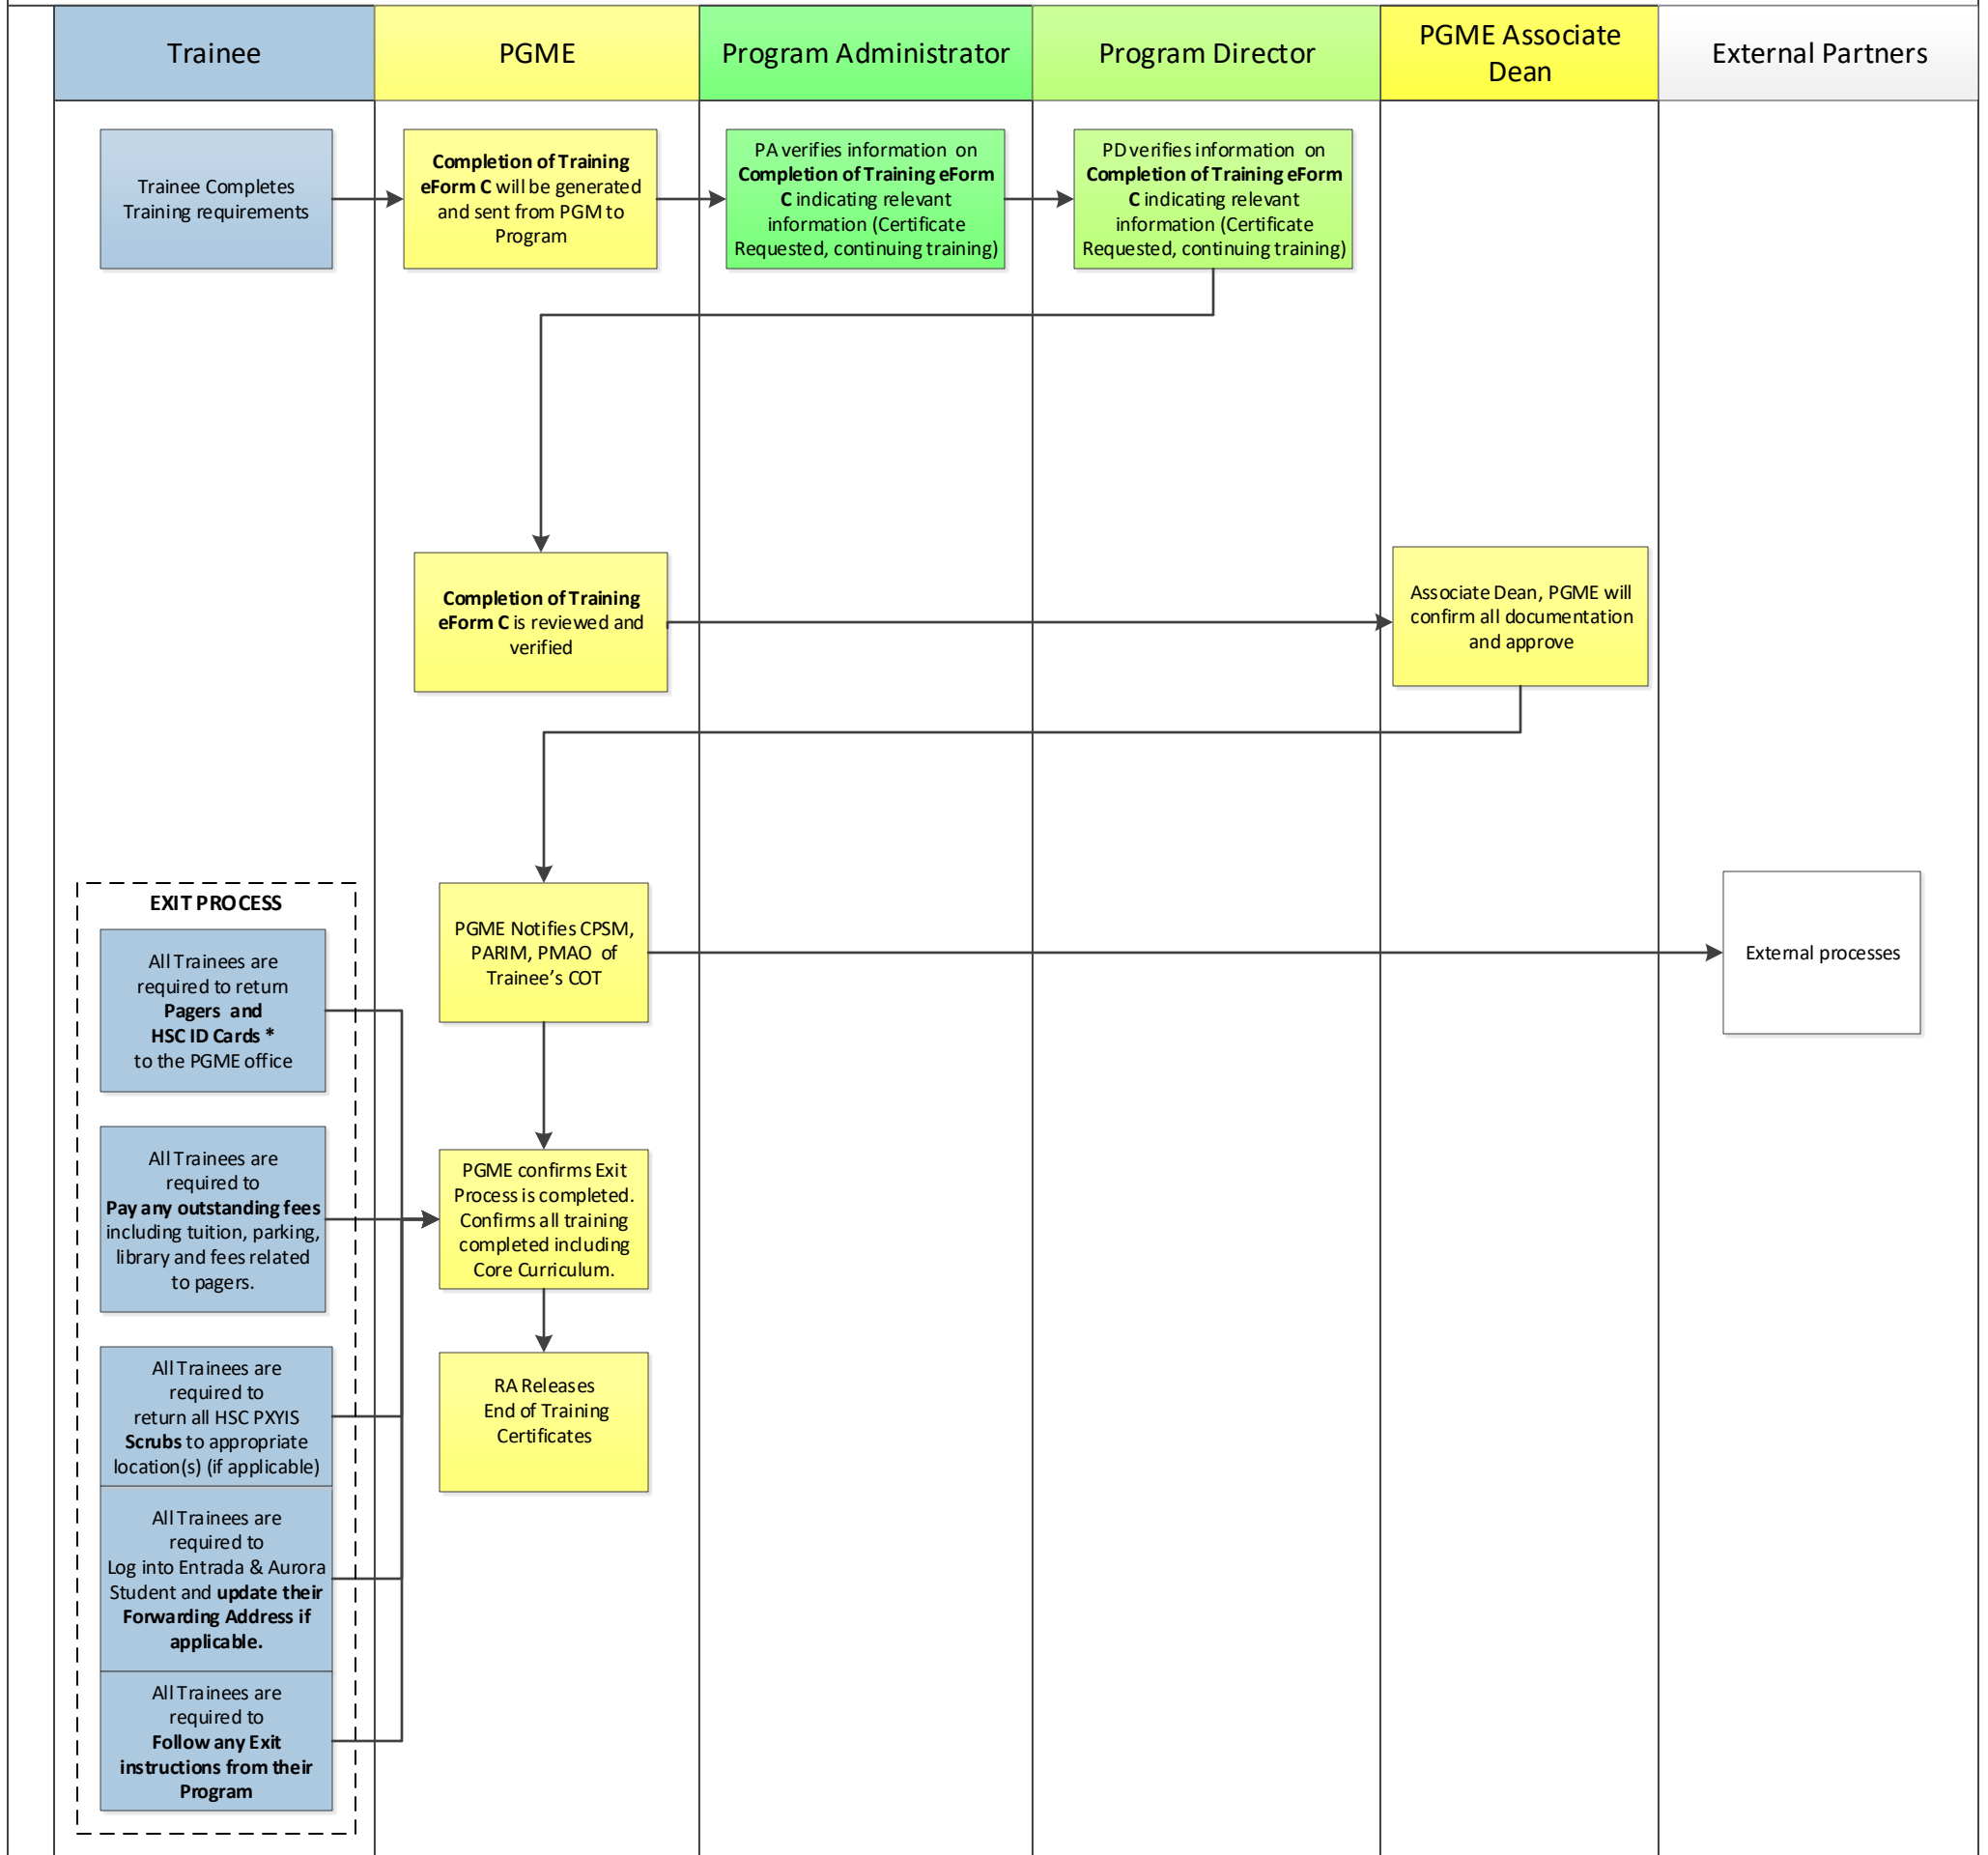 Trainee
PGME
Program Administrator
Program Director
PGME Associate
Dean
External Partners
Trainee Completes
Training requirements
Completion of Training
eForm C will be generated
and sent from PGM to
Program
PA verifies information on
Completion of Training eForm
C indicating relevant
information (Certificate
Requested, continuing training)
PD verifies information on
Completion of Training eForm
C indicating relevant
information (Certificate
Requested, continuing training)
Completion of Training
eForm C is reviewed and
verified
Associate Dean, PGME will
confirm all documentation
and approve
EXIT PROCESS
All Trainees are
required to return
Pagers and
HSC ID Cards *
to the PGME office
PGME Notifies CPSM,
PARIM, PMAO of
Trainee's COT
External processes
All Trainees are
required to
Pay any outstanding fees
including tuition, parking,
library and fees related
to pagers.
PGME confirms Exit
Process is completed.
Confirms all training
completed including
Core Curriculum.
All Trainees are
required to
return all HSC PXYIS
Scrubs to appropriate
location(s) (if applicable)
RA Releases
End of Training
Certificates
All Trainees are
required to
Log into Entrada & Aurora
Student and update their
Forwarding Address if
applicable.
All Trainees are
required to
Follow any Exit
instructions from their
Program